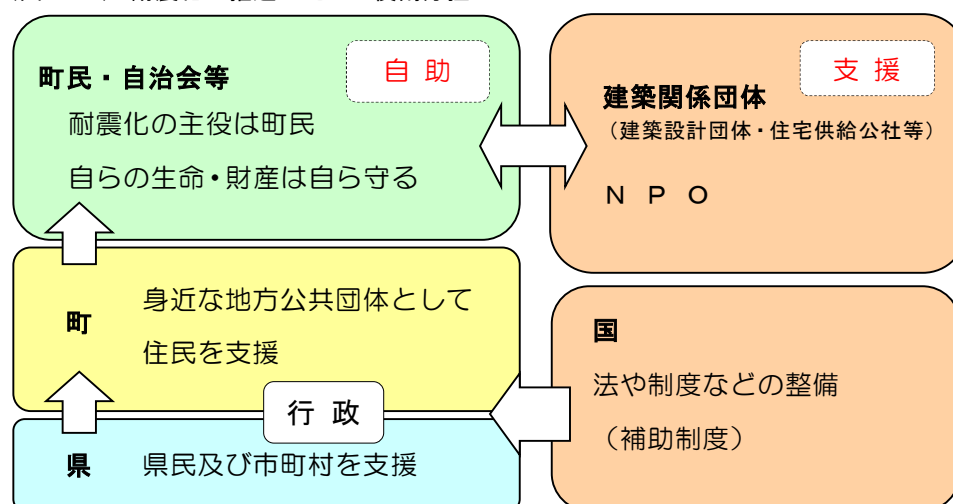 町民・自治会等
自 助
耐震化の主役は町民
自らの生命・財産は自ら守る
支 援
建築関係団体
（建築設計団体・住宅供給公社等）
Ｎ Ｐ Ｏ
町
身近な地方公共団体として
住民を支援
行 政
県
県民及び市町村を支援
国
法や制度などの整備
（補助制度）